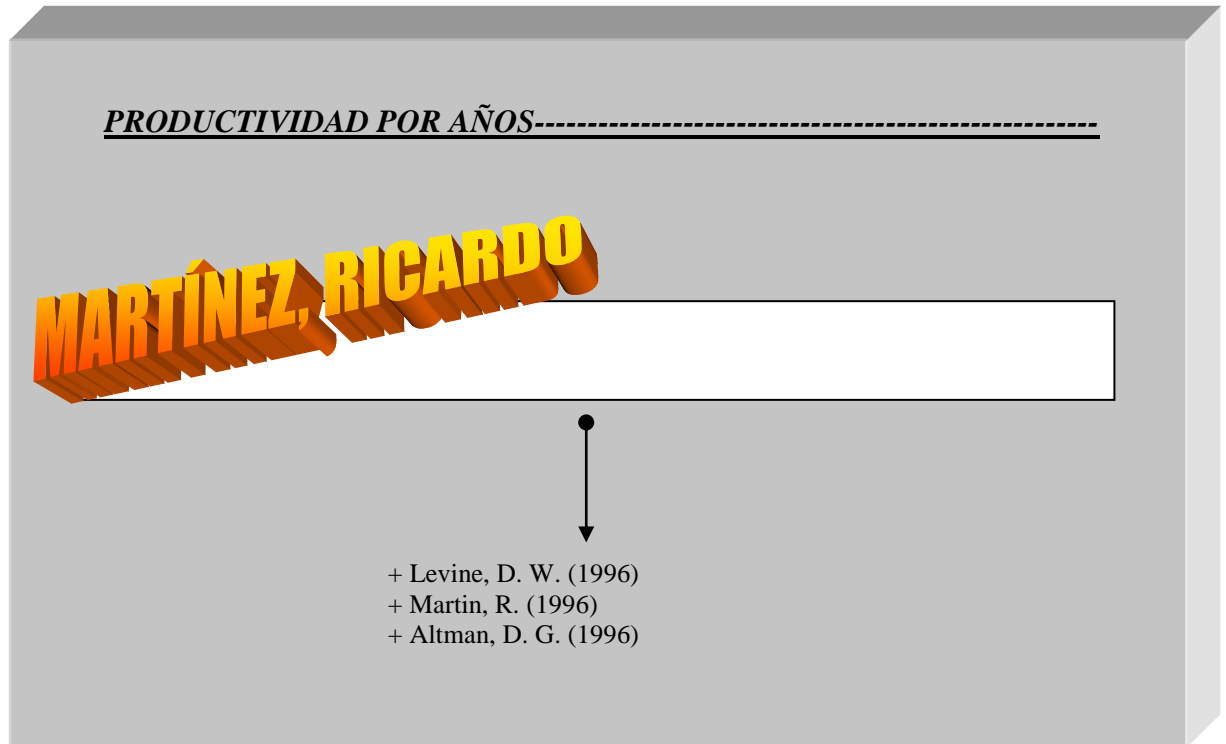 PRODUCTIVIDAD POR AÑOS-----------------------------------------------------
MARTÍNEZ, RICARDO
+ Levine, D. W. (1996)
+ Martin, R. (1996)
+ Altman, D. G. (1996)